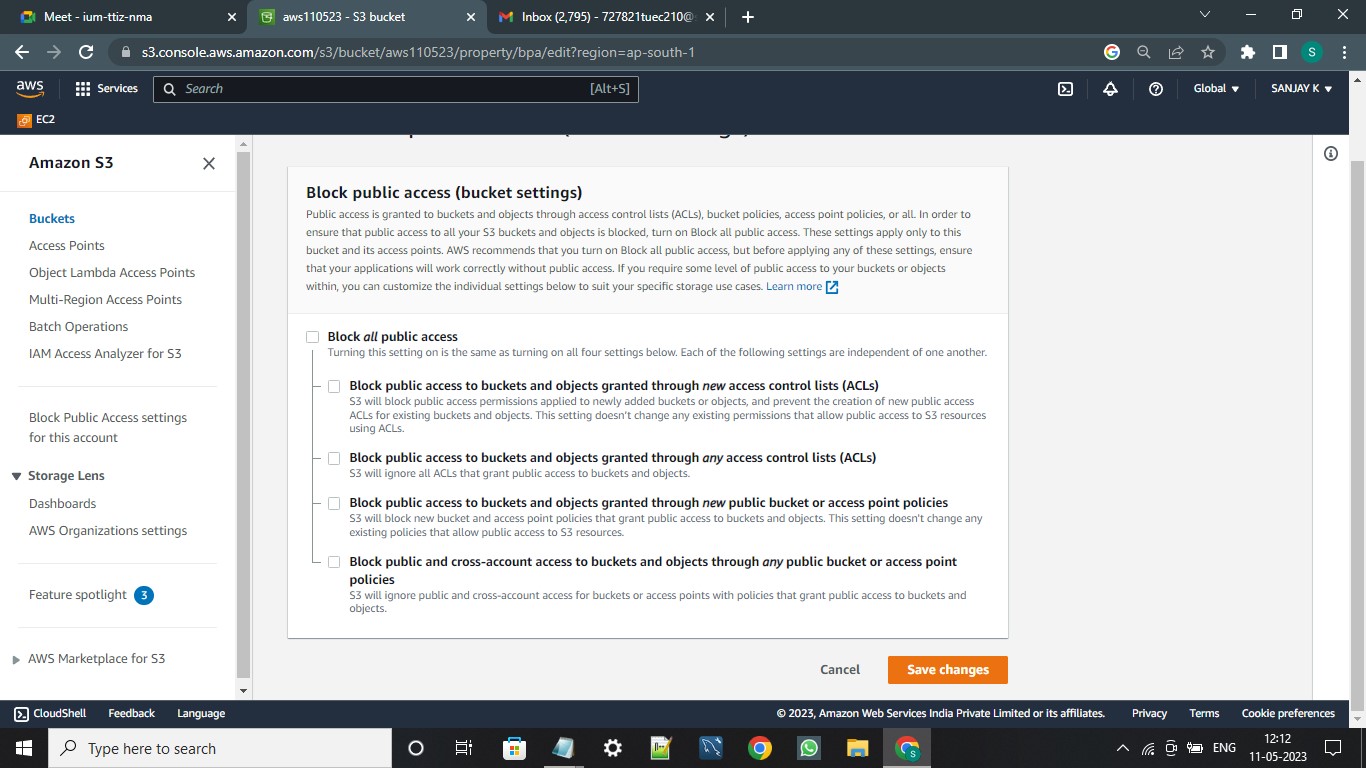 Meet - ium-ttiz-nma
aws110523 - S3 bucket
Inbox (2,795) - 727821tuec210@
s3.console.aws.amazon.com/s3/bucket/aws110523/property/bpa/edit?region=ap-south-1
S
aws
Services
Search
[Alt+S]
Global
SANJAY K
EC2
Amazon S3
Buckets
Access Points
Object Lambda Access Points
Multi-Region Access Points
Batch Operations
IAM Access Analyzer for S3
Block Public Access settings
for this account
Storage Lens
Dashboards
AWS Organizations settings
Feature spotlight 3
AWS Marketplace for S3
Block public access (bucket settings)
Public access is granted to buckets and objects through access control lists (ACLs), bucket policies, access point policies, or all. In order to
ensure that public access to all your S3 buckets and objects is blocked, turn on Block all public access. These settings apply only to this
bucket and its access points. AWS recommends that you turn on Block all public access, but before applying any of these settings, ensure
that your applications will work correctly without public access. If you require some level of public access to your buckets or objects
within, you can customize the individual settings below to suit your specific storage use cases. Learn more
Block all public access
Turning this setting on is the same as turning on all four settings below. Each of the following settings are independent of one another.
Block public access to buckets and objects granted through new access control lists (ACLs)
S3 will block public access permissions applied to newly added buckets or objects, and prevent the creation of new public access
ACLs for existing buckets and objects. This setting doesn't change any existing permissions that allow public access to S3 resources
using ACLs.
Block public access to buckets and objects granted through any access control lists (ACLs)
S3 will ignore all ACLs that grant public access to buckets and objects.
Block public access to buckets and objects granted through new public bucket or access point policies
S3 will block new bucket and access point policies that grant public access to buckets and objects. This setting doesn't change any
existing policies that allow public access to S3 resources.
Block public and cross-account access to buckets and objects through any public bucket or access point
policies
S3 will ignore public and cross-account access for buckets or access points with policies that grant public access to buckets and
objects.
Cancel
Save changes
CloudShell
Feedback
Language
© 2023, Amazon Web Services India Private Limited or its affiliates.
Privacy
Terms
Cookie preferences
Type here to search
ENG
12:12
11-05-2023